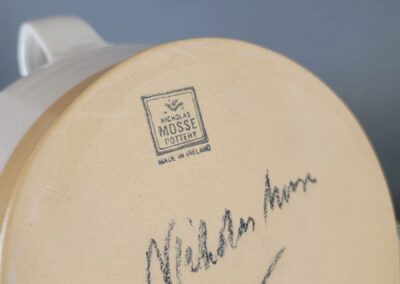 NICHOLAS
MOSSE
POTTERY
MADE IN IRELAND
Nicholas Mosse